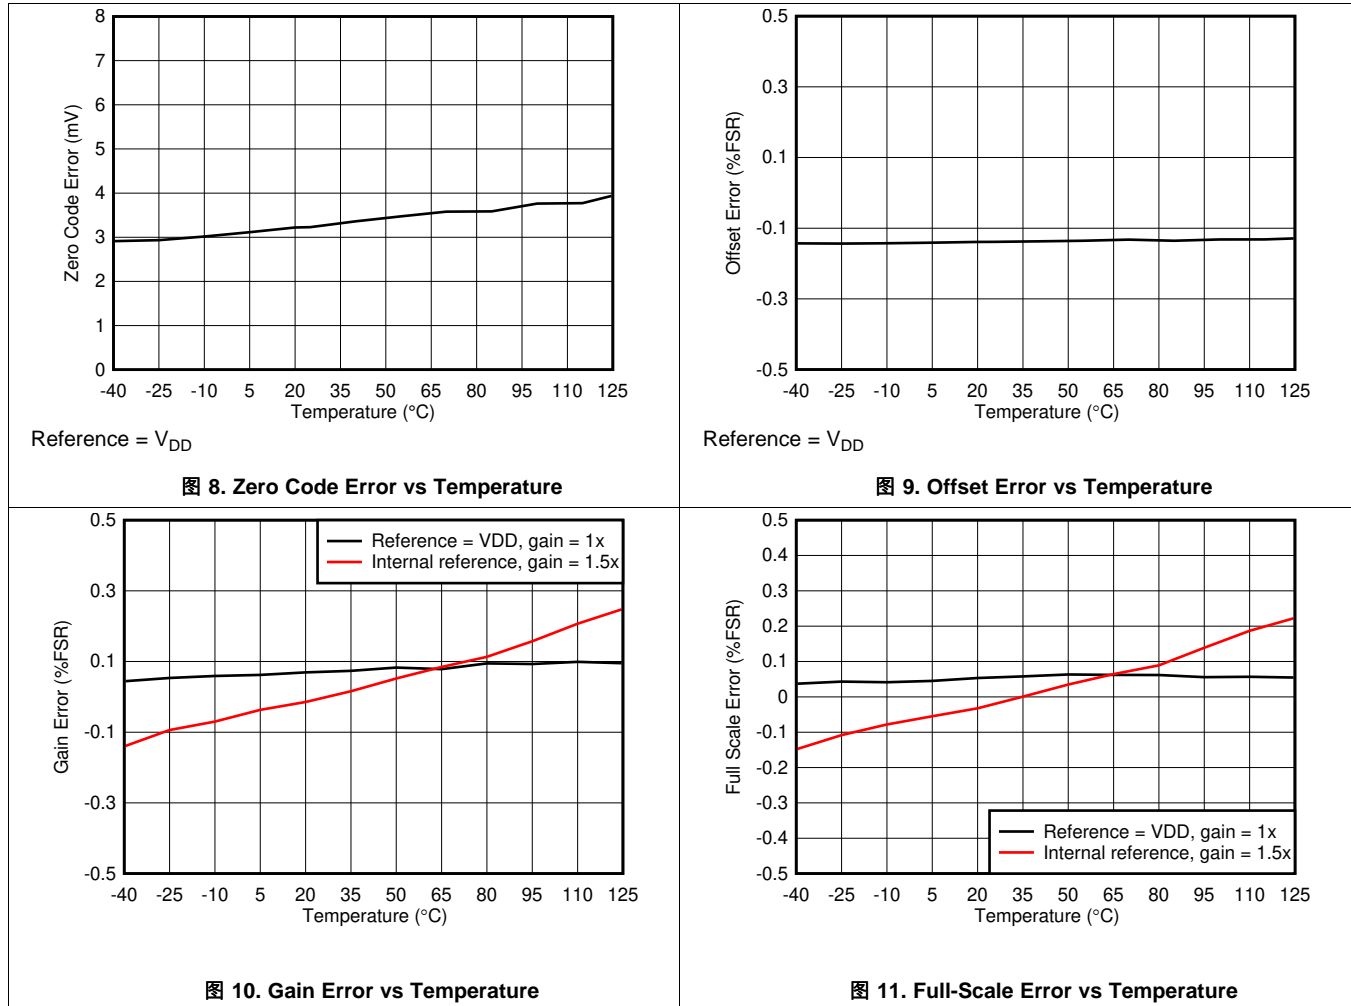 8
7
6
5
4
3
2
1
0
Zero Code Error (mV)
-40 -25 -10 5 20 35 50 65 80 95 110 125
Temperature (°C)
Reference = VDD
图 8. Zero Code Error vs Temperature
0.5
0.3
0.1
-0.1
-0.3
-0.5
Offset Error (%FSR)
-40 -25 -10 5 20 35 50 65 80 95 110 125
Temperature (°C)
Reference = VDD
图 9. Offset Error vs Temperature
0.5
0.3
0.1
-0.1
-0.3
-0.5
Gain Error (%FSR)
Reference = VDD, gain = 1x
Internal reference, gain = 1.5x
-40 -25 -10 5 20 35 50 65 80 95 110 125
Temperature (°C)
图 10. Gain Error vs Temperature
0.5
0.4
0.3
0.2
0.1
0
-0.1
-0.2
-0.3
-0.4
-0.5
Full Scale Error (%FSR)
Reference = VDD, gain = 1x
Internal reference, gain = 1.5x
-40 -25 -10 5 20 35 50 65 80 95 110 125
Temperature (°C)
图 11. Full-Scale Error vs Temperature